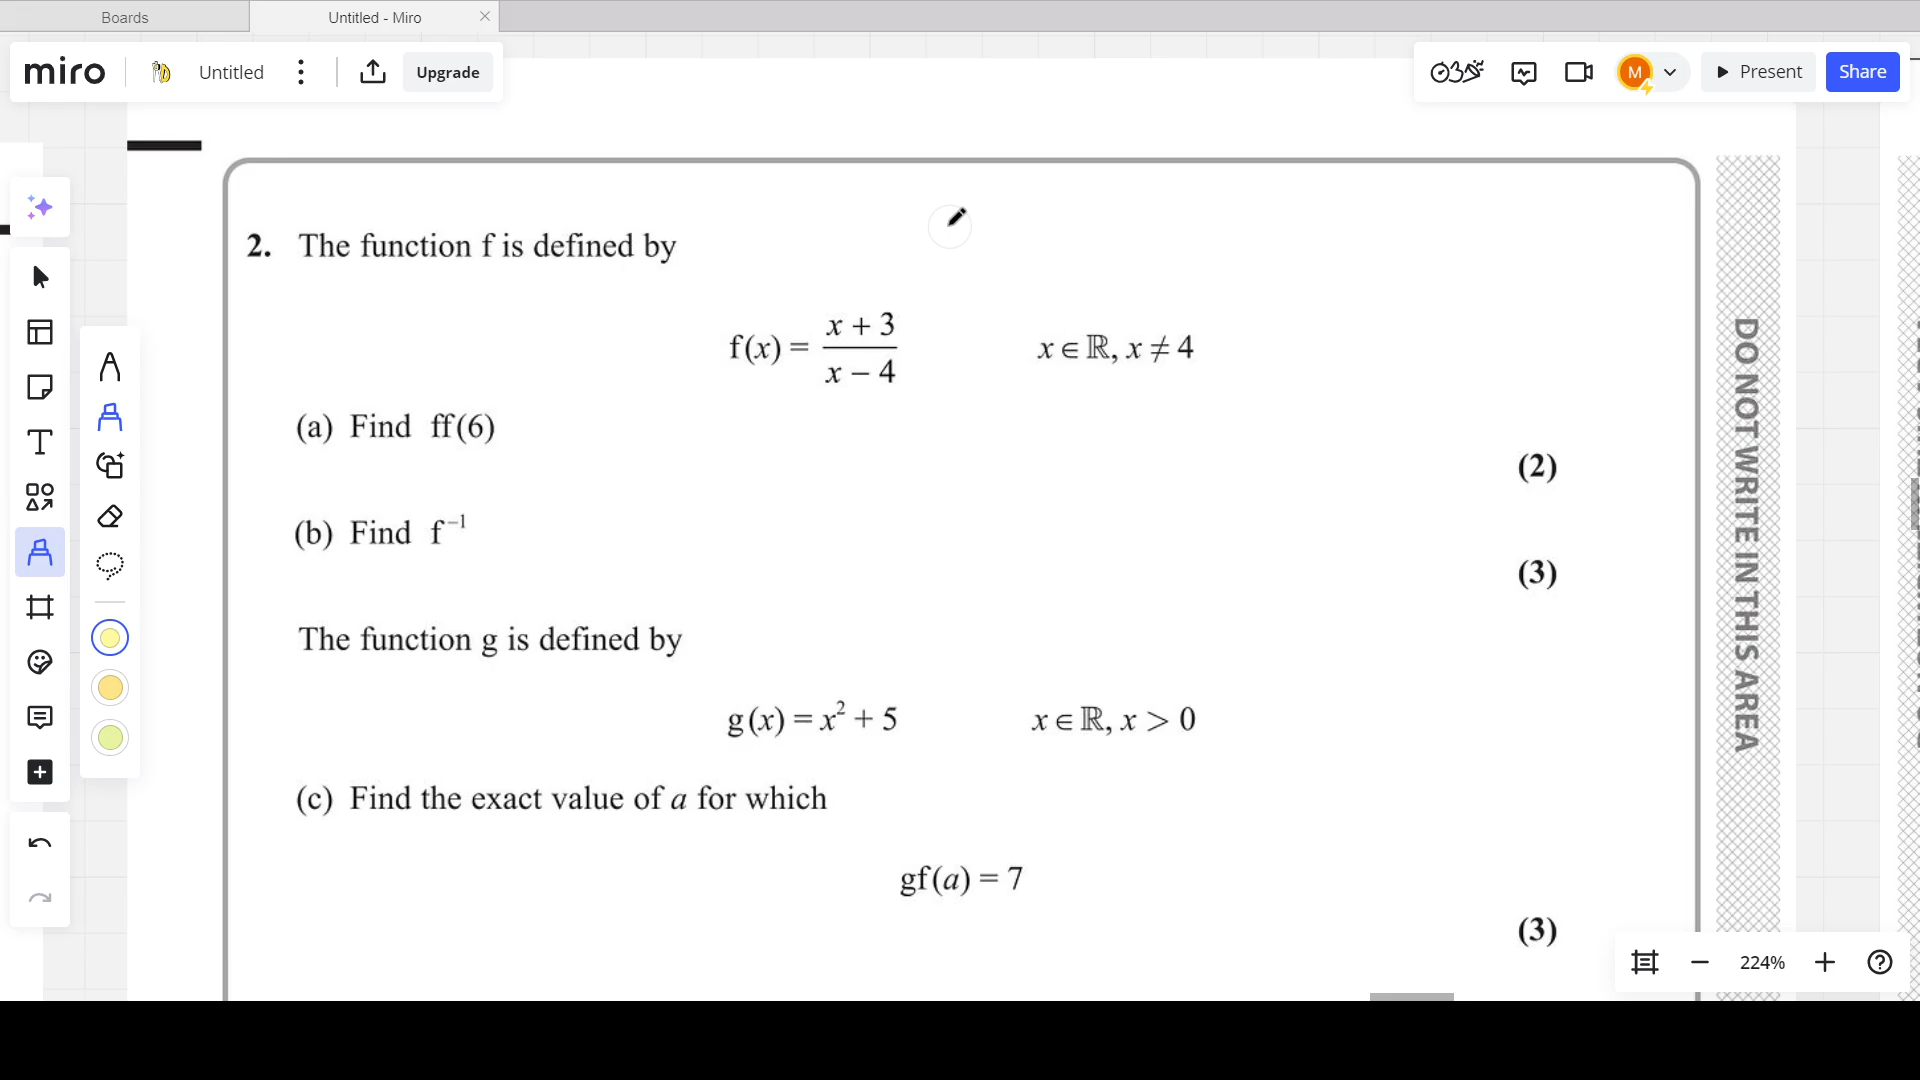 Boards
Untitled - Miro
miro
Untitled
Upgrade
M
Present
Share
2. The function f is defined by
f(x) = (x + 3)/(x − 4)    x ∈ ℝ, x ≠ 4
(a) Find ff(6)
(2)
(b) Find f⁻¹
(3)
The function g is defined by
g(x) = x² + 5    x ∈ ℝ, x > 0
(c) Find the exact value of a for which
gf(a) = 7
(3)
DO NOT WRITE IN THIS AREA
224%